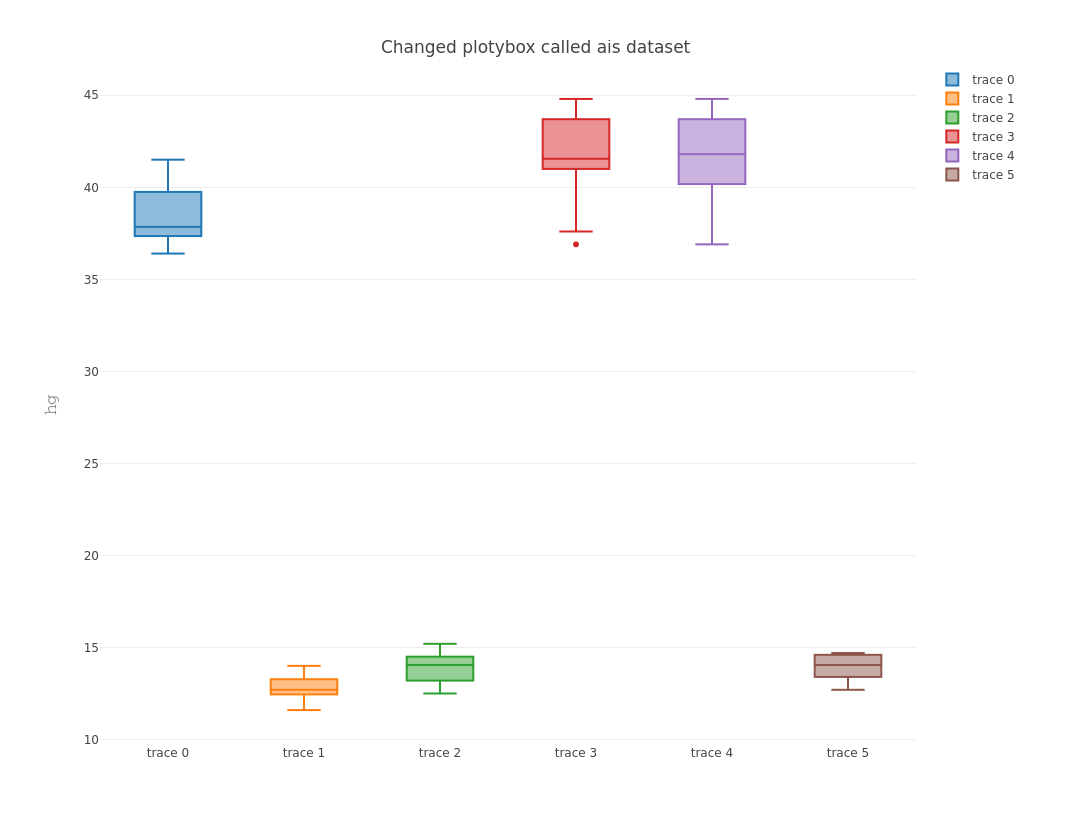 Changed plotybox called ais dataset
trace 0
trace 1
trace 2
trace 3
trace 4
trace 5
45
40
35
30
25
20
15
10
hg
trace 0
trace 1
trace 2
trace 3
trace 4
trace 5